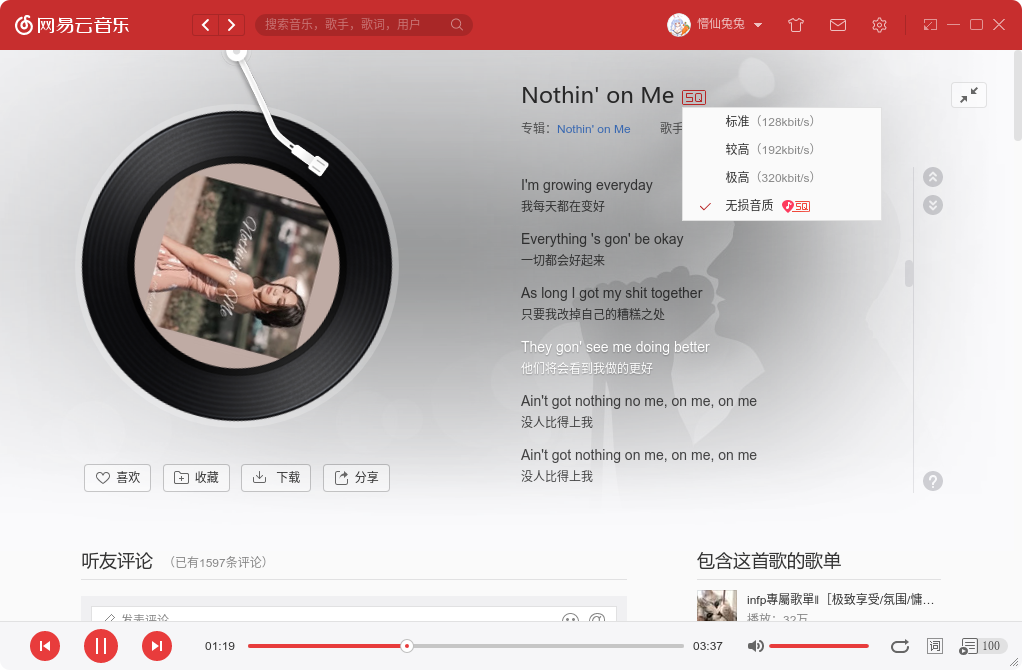 网易云音乐
搜索音乐，歌手，歌词，用户
懵仙兔兔
Nothin' on Me SQ
专辑：Nothin' on Me 歌手
标准（128kbit/s）
较高（192kbit/s）
极高（320kbit/s）
无损音质 SQ
I'm growing everyday
我每天都在变好
Everything 's gon' be okay
一切都会好起来
As long I got my shit together
只要我改掉自己的糟糕之处
They gon' see me doing better
他们将会看到我做的更好
Ain't got nothing no me, on me, on me
没人比得上我
Ain't got nothing on me, on me, on me
没人比得上我
Nothin' on Me
喜欢 收藏 下载 分享
?
听友评论 （已有1597条评论）
发表评论
包含这首歌的歌单
infp專屬歌單‖［极致享受/氛围/慵…
播放：32万
01:19 03:37 词 100